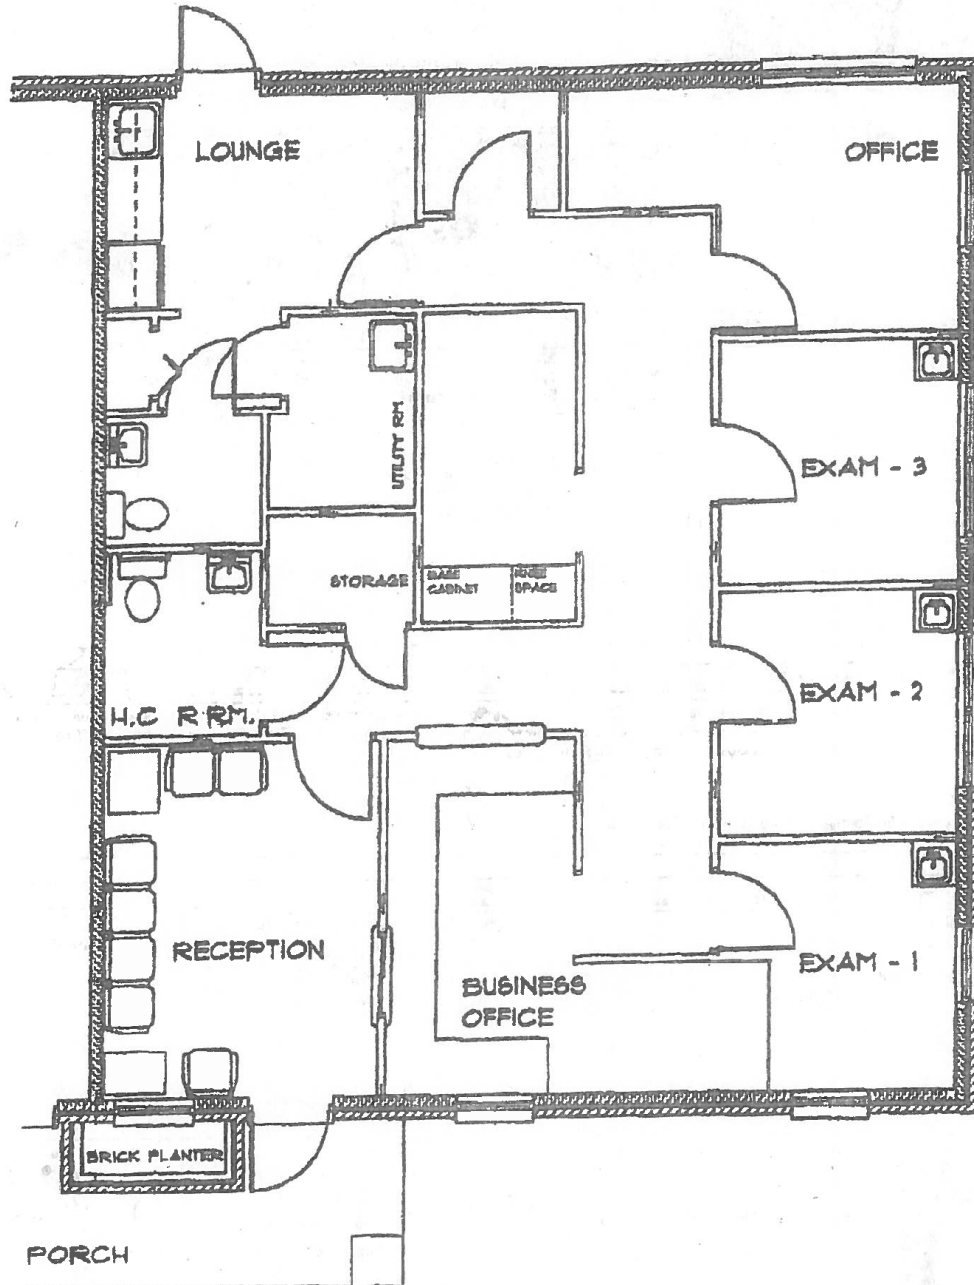 LOUNGE
OFFICE
UTILITY RM
EXAM - 3
STORAGE
BASE
CABINET
KNEE
SPACE
EXAM - 2
H.C R RM.
RECEPTION
EXAM - 1
BUSINESS
OFFICE
BRICK PLANTER
PORCH